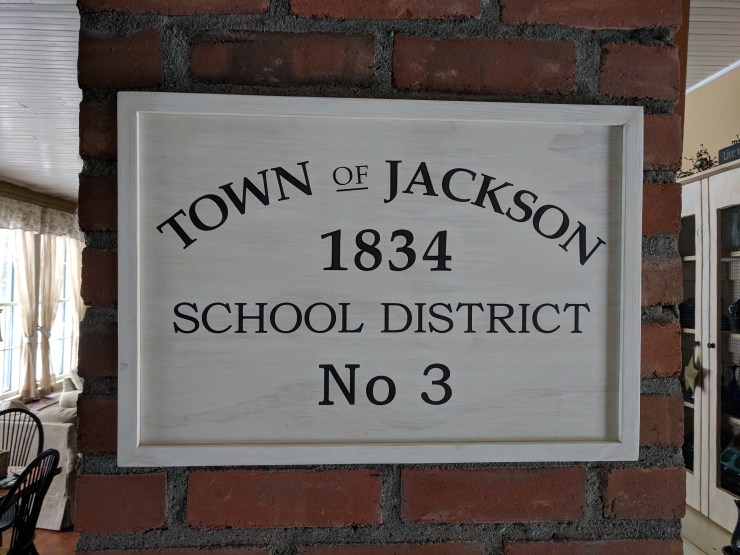 TOWN OF JACKSON
1834
SCHOOL DISTRICT
No 3